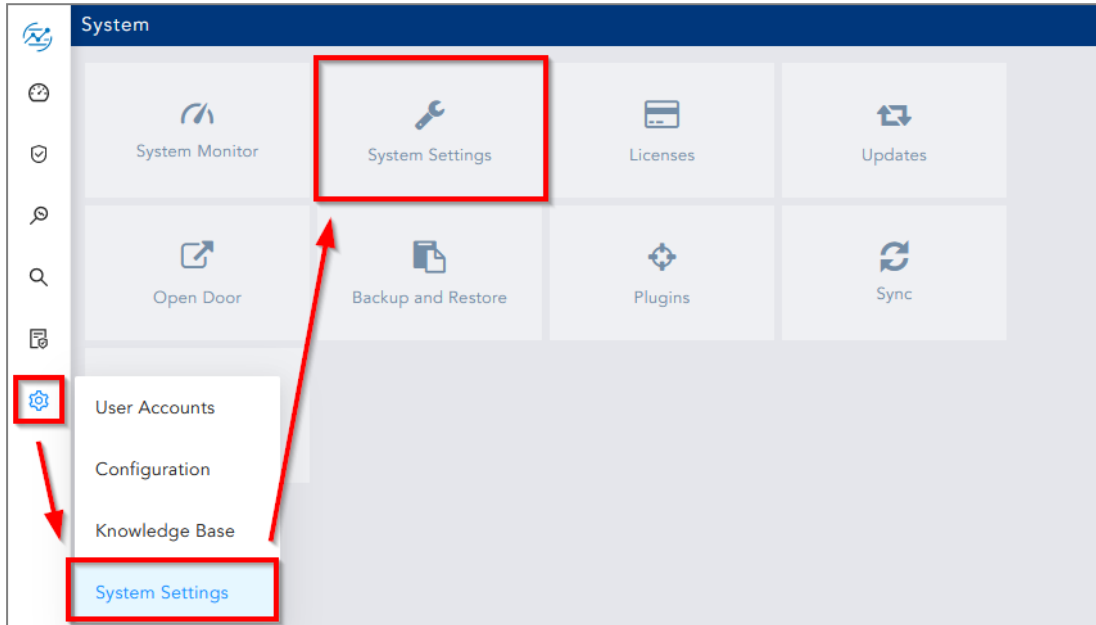 System
System Monitor
System Settings
Licenses
Updates
Open Door
Backup and Restore
Plugins
Sync
User Accounts
Configuration
Knowledge Base
System Settings